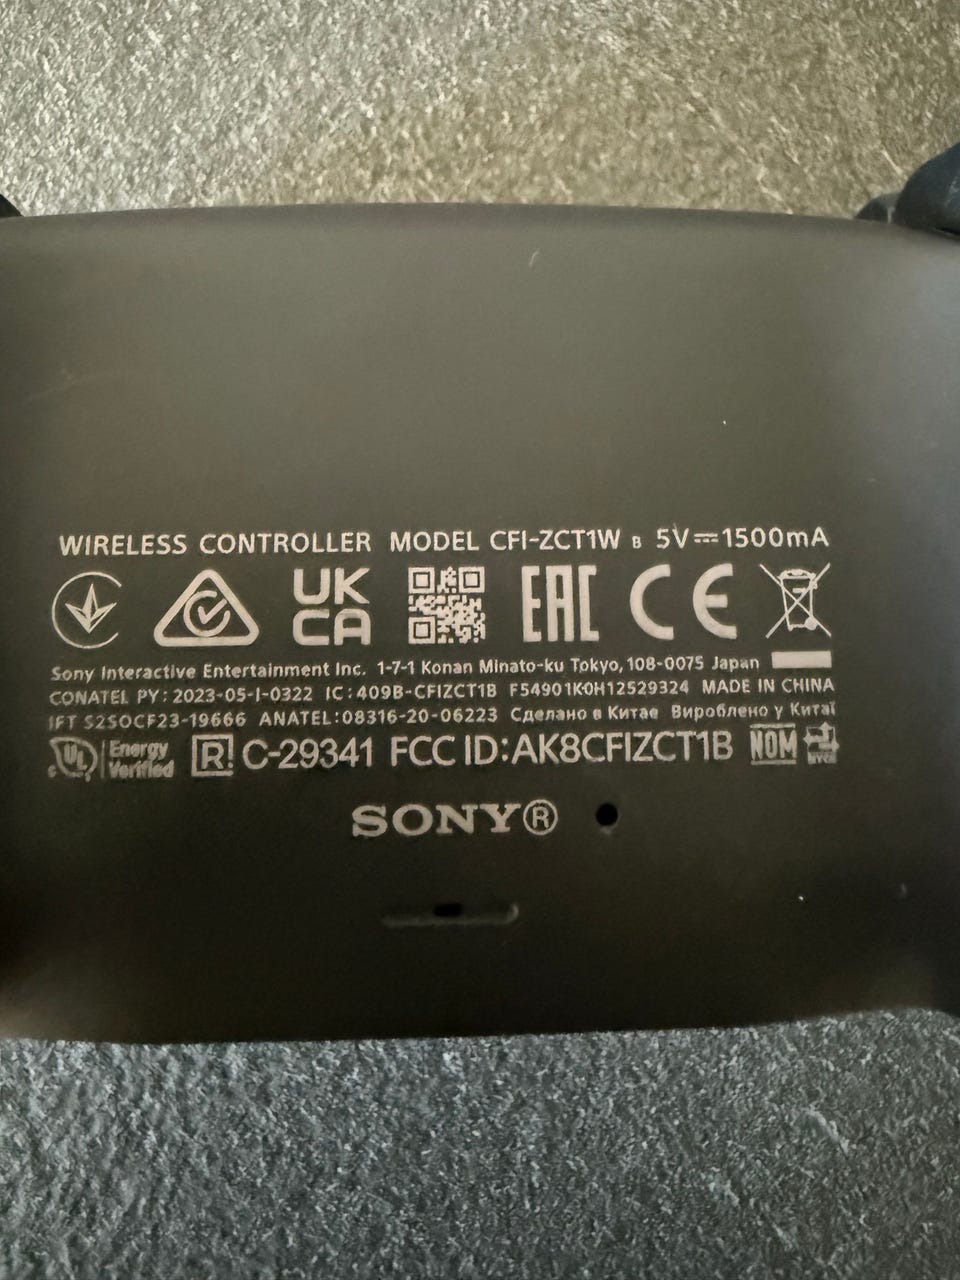 WIRELESS CONTROLLER MODEL CFI-ZCT1W B 5V⎓1500mA
UK CA EAC CE
Sony Interactive Entertainment Inc. 1-7-1 Konan Minato-ku Tokyo, 108-0075 Japan
CONATEL PY: 2023-05-I-0322 IC: 409B-CFIZCT1B F54901K0H12529324 MADE IN CHINA
IFT S2SOCF23-19666 ANATEL:08316-20-06223 Сделано в Китае Вироблено у Китаї
c UL Energy Verified R! C-29341 FCC ID:AK8CFIZCT1B NOM NYCE
SONY®